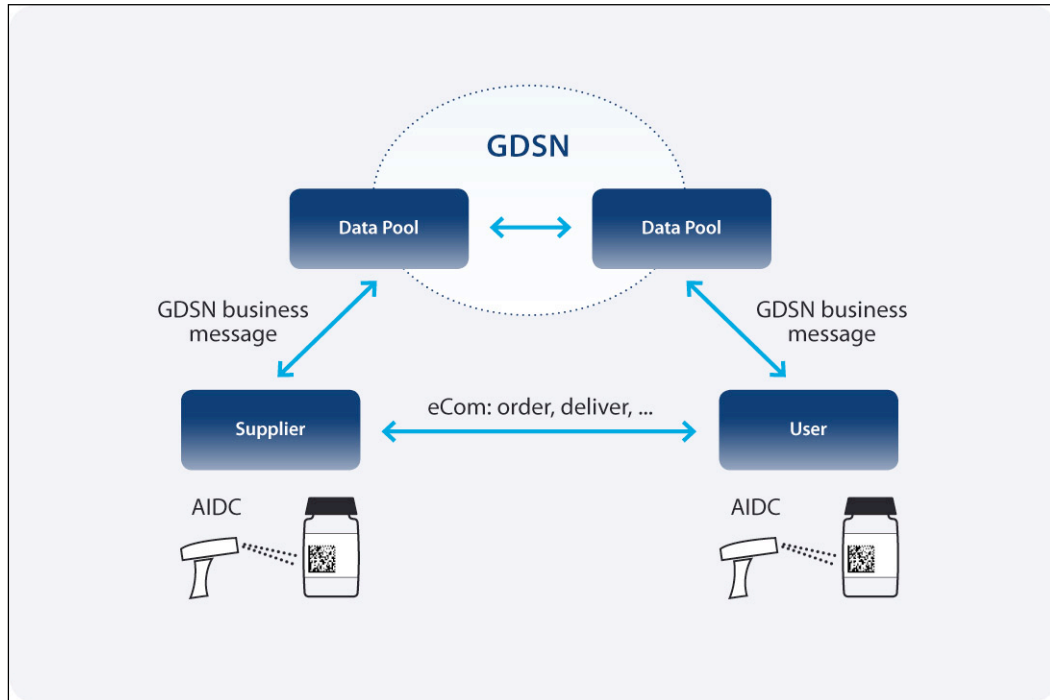 GDSN
Data Pool
Data Pool
GDSN business
message
GDSN business
message
eCom: order, deliver, ...
Supplier
User
AIDC
AIDC